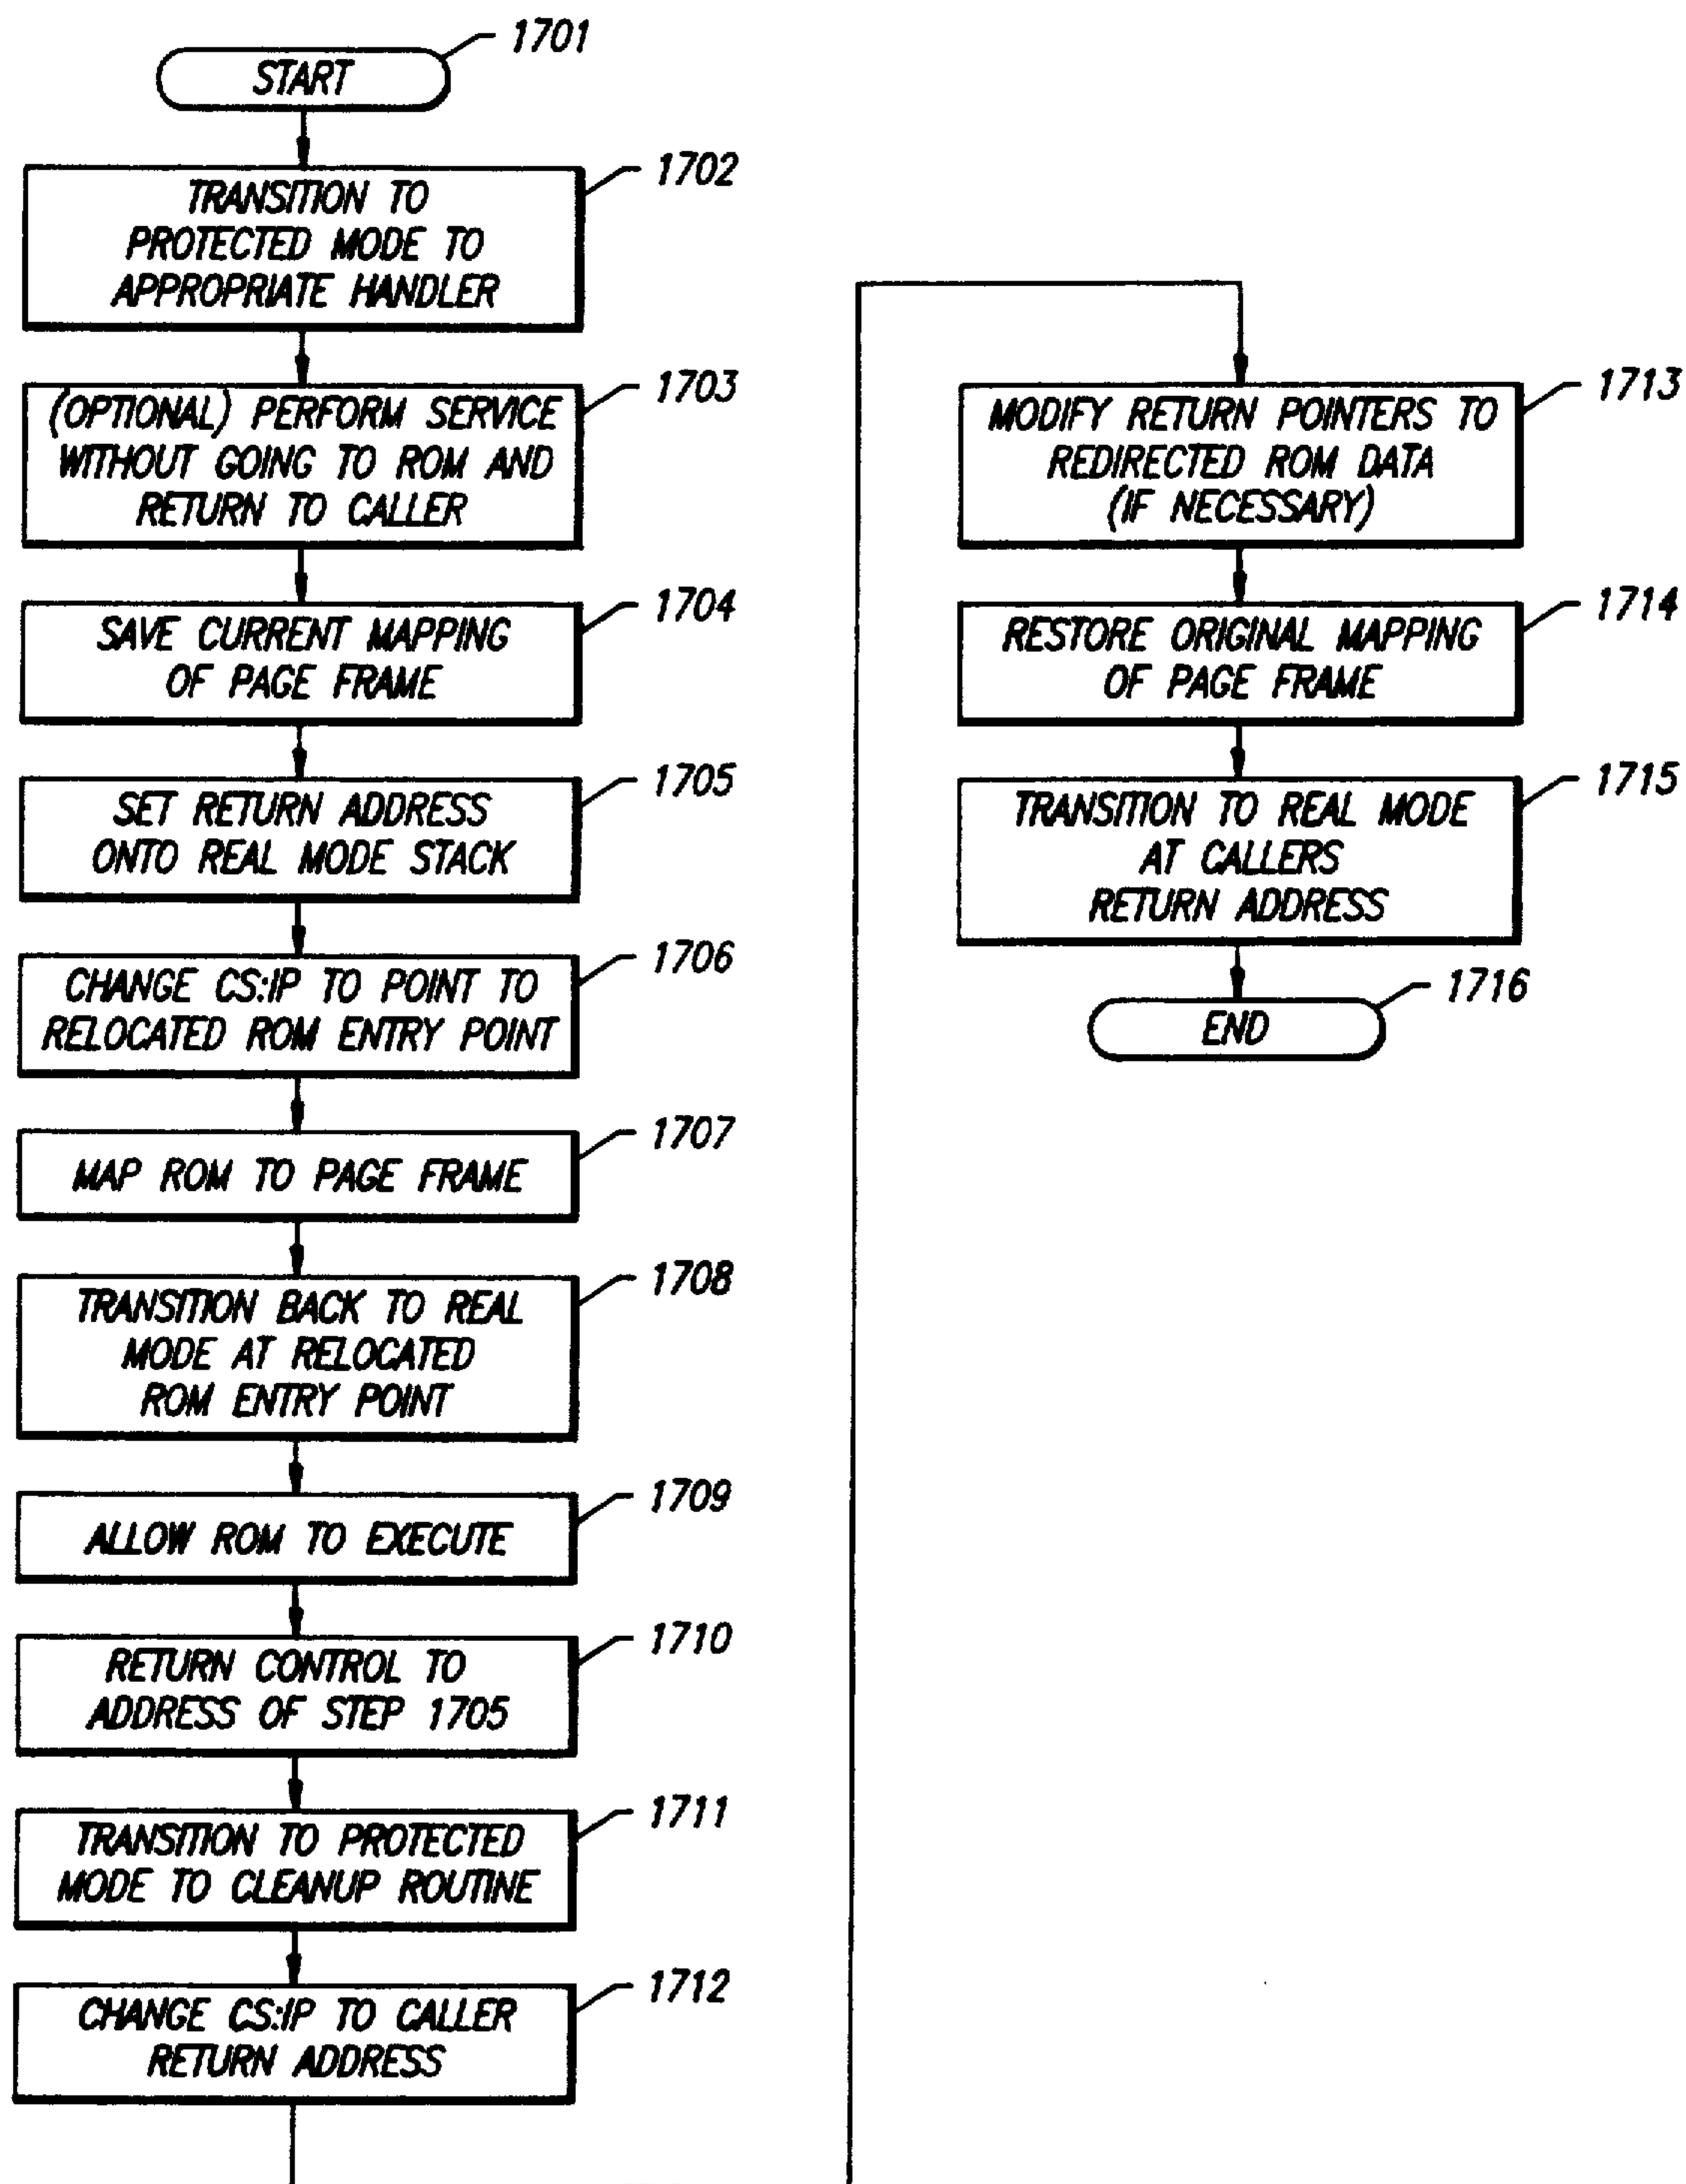 1701
START
1702
TRANSITION TO
PROTECTED MODE TO
APPROPRIATE HANDLER
1703
(OPTIONAL) PERFORM SERVICE
WITHOUT GOING TO ROM AND
RETURN TO CALLER
1704
SAVE CURRENT MAPPING
OF PAGE FRAME
1705
SET RETURN ADDRESS
ONTO REAL MODE STACK
1706
CHANGE CS:IP TO POINT TO
RELOCATED ROM ENTRY POINT
1707
MAP ROM TO PAGE FRAME
1708
TRANSITION BACK TO REAL
MODE AT RELOCATED
ROM ENTRY POINT
1709
ALLOW ROM TO EXECUTE
1710
RETURN CONTROL TO
ADDRESS OF STEP 1705
1711
TRANSITION TO PROTECTED
MODE TO CLEANUP ROUTINE
1712
CHANGE CS:IP TO CALLER
RETURN ADDRESS
1713
MODIFY RETURN POINTERS TO
REDIRECTED ROM DATA
(IF NECESSARY)
1714
RESTORE ORIGINAL MAPPING
OF PAGE FRAME
1715
TRANSITION TO REAL MODE
AT CALLERS
RETURN ADDRESS
1716
END